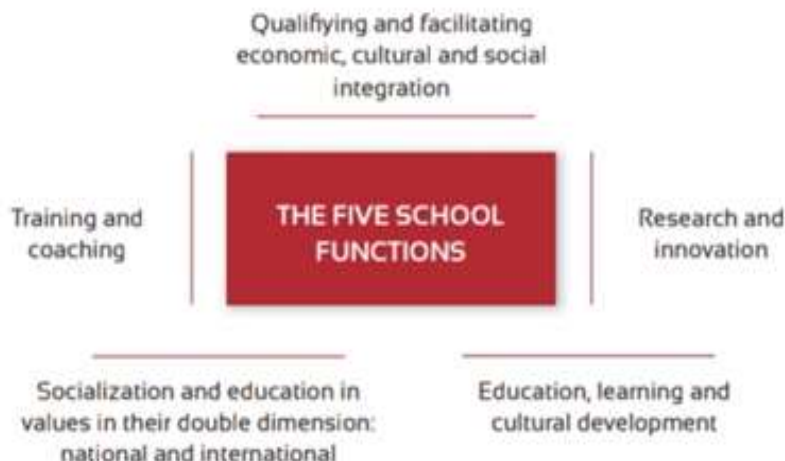 Qualifiying and facilitating
economic, cultural and social
integration
Training and
coaching
THE FIVE SCHOOL
FUNCTIONS
Research and
innovation
Socialization and education in
values in their double dimension:
national and international
Education, learning and
cultural development